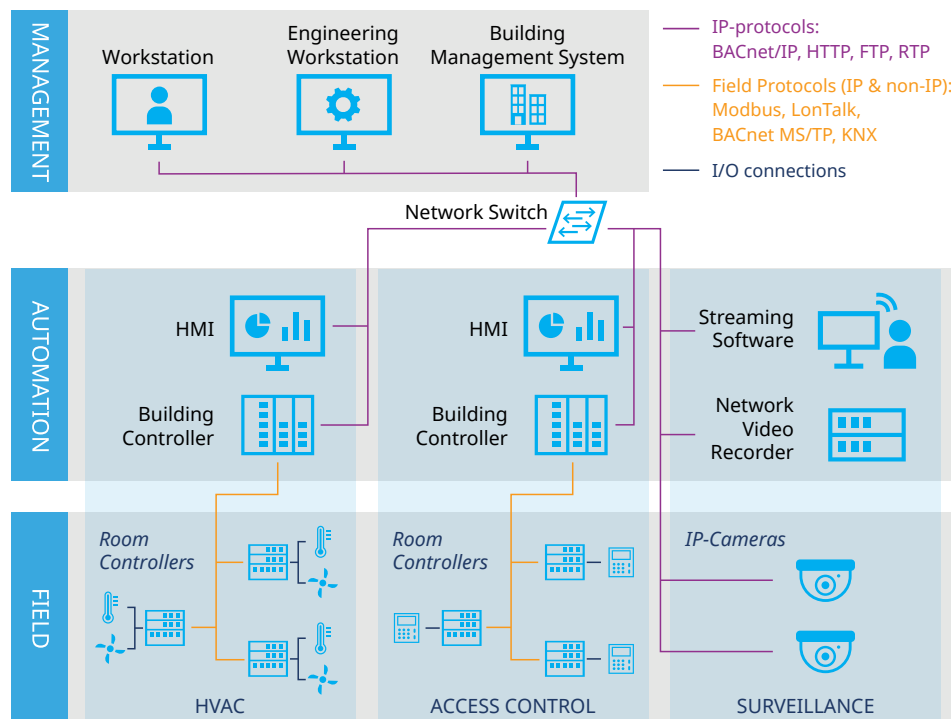 MANAGEMENT
Workstation
Engineering
Workstation
Building
Management System
IP-protocols:
BACnet/IP, HTTP, FTP, RTP
Field Protocols (IP & non-IP):
Modbus, LonTalk,
BACnet MS/TP, KNX
I/O connections
Network Switch
AUTOMATION
HMI
Building
Controller
HMI
Building
Controller
Streaming
Software
Network
Video
Recorder
FIELD
Room
Controllers
HVAC
Room
Controllers
ACCESS CONTROL
IP-Cameras
SURVEILLANCE